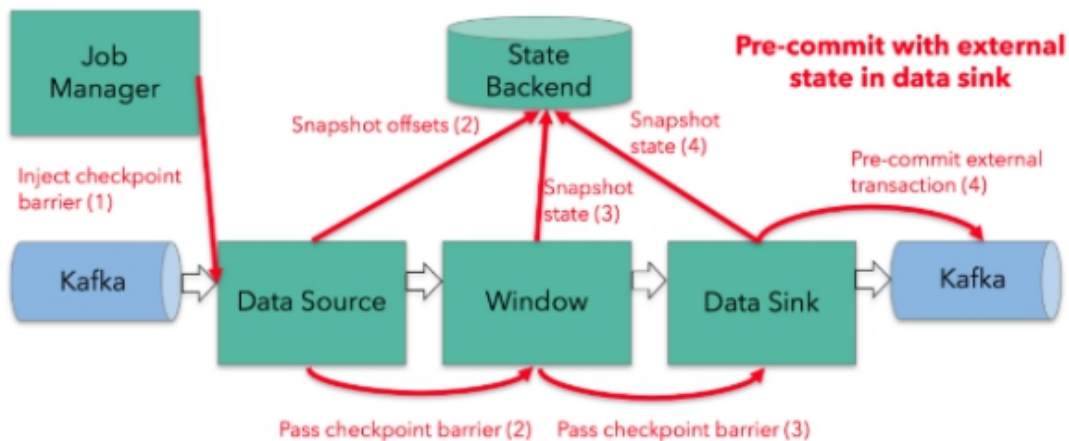 Job
Manager
State
Backend
Pre-commit with external
state in data sink
Snapshot offsets (2)
Snapshot
state (4)
Inject checkpoint
barrier (1)
Snapshot
state (3)
Pre-commit external
transaction (4)
Kafka
Data Source
Window
Data Sink
Kafka
Pass checkpoint barrier (2)
Pass checkpoint barrier (3)